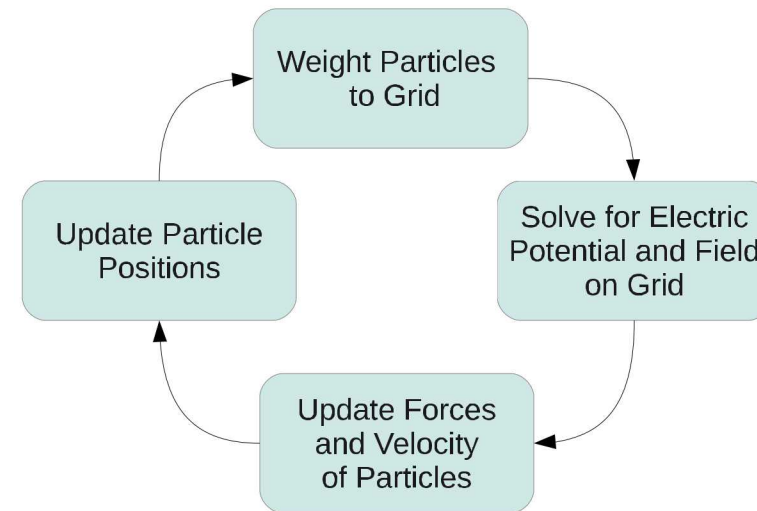 Weight Particles
to Grid
Solve for Electric
Potential and Field
on Grid
Update Forces
and Velocity
of Particles
Update Particle
Positions